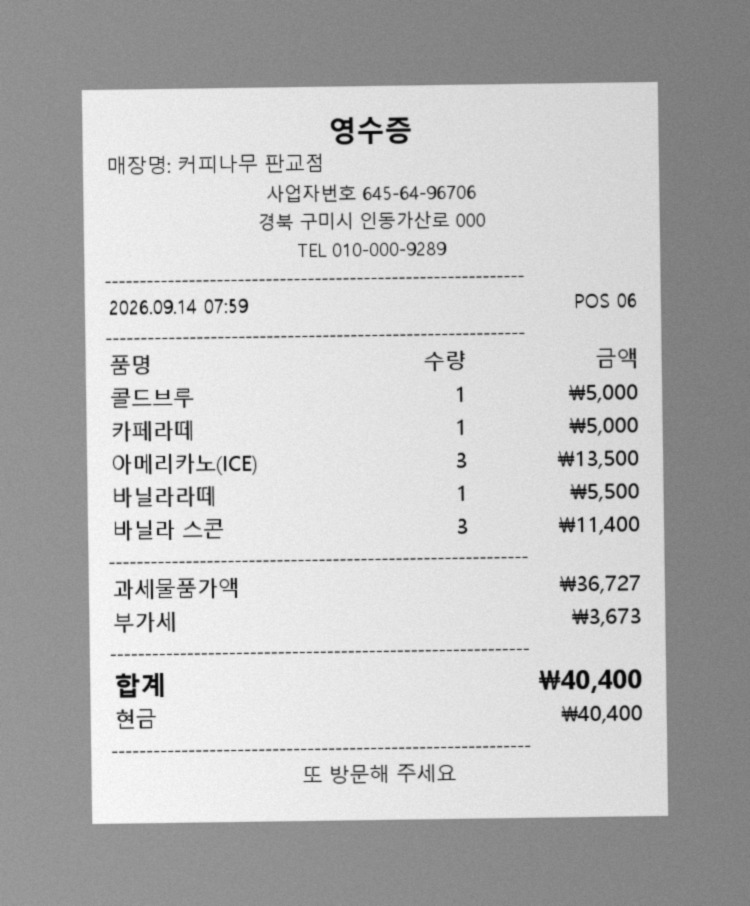 영수증
매장명: 커피나무 판교점
사업자번호 645-64-96706
경북 구미시 인동가산로 000
TEL 010-000-9289
2026.09.14 07:59 POS 06
품명 수량 금액
콜드브루 1 ₩5,000
카페라떼 1 ₩5,000
아메리카노(ICE) 3 ₩13,500
바닐라라떼 1 ₩5,500
바닐라 스콘 3 ₩11,400
과세물품가액 ₩36,727
부가세 ₩3,673
합계 ₩40,400
현금 ₩40,400
또 방문해 주세요